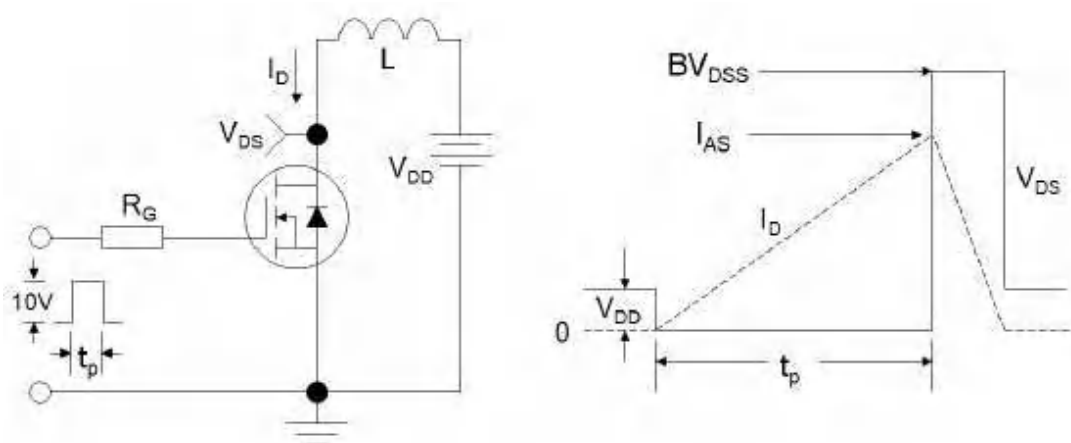 L
I_D
V_DS
V_DD
R_G
10V
t_p
BV_DSS
I_AS
V_DS
I_D
V_DD
0
t_p